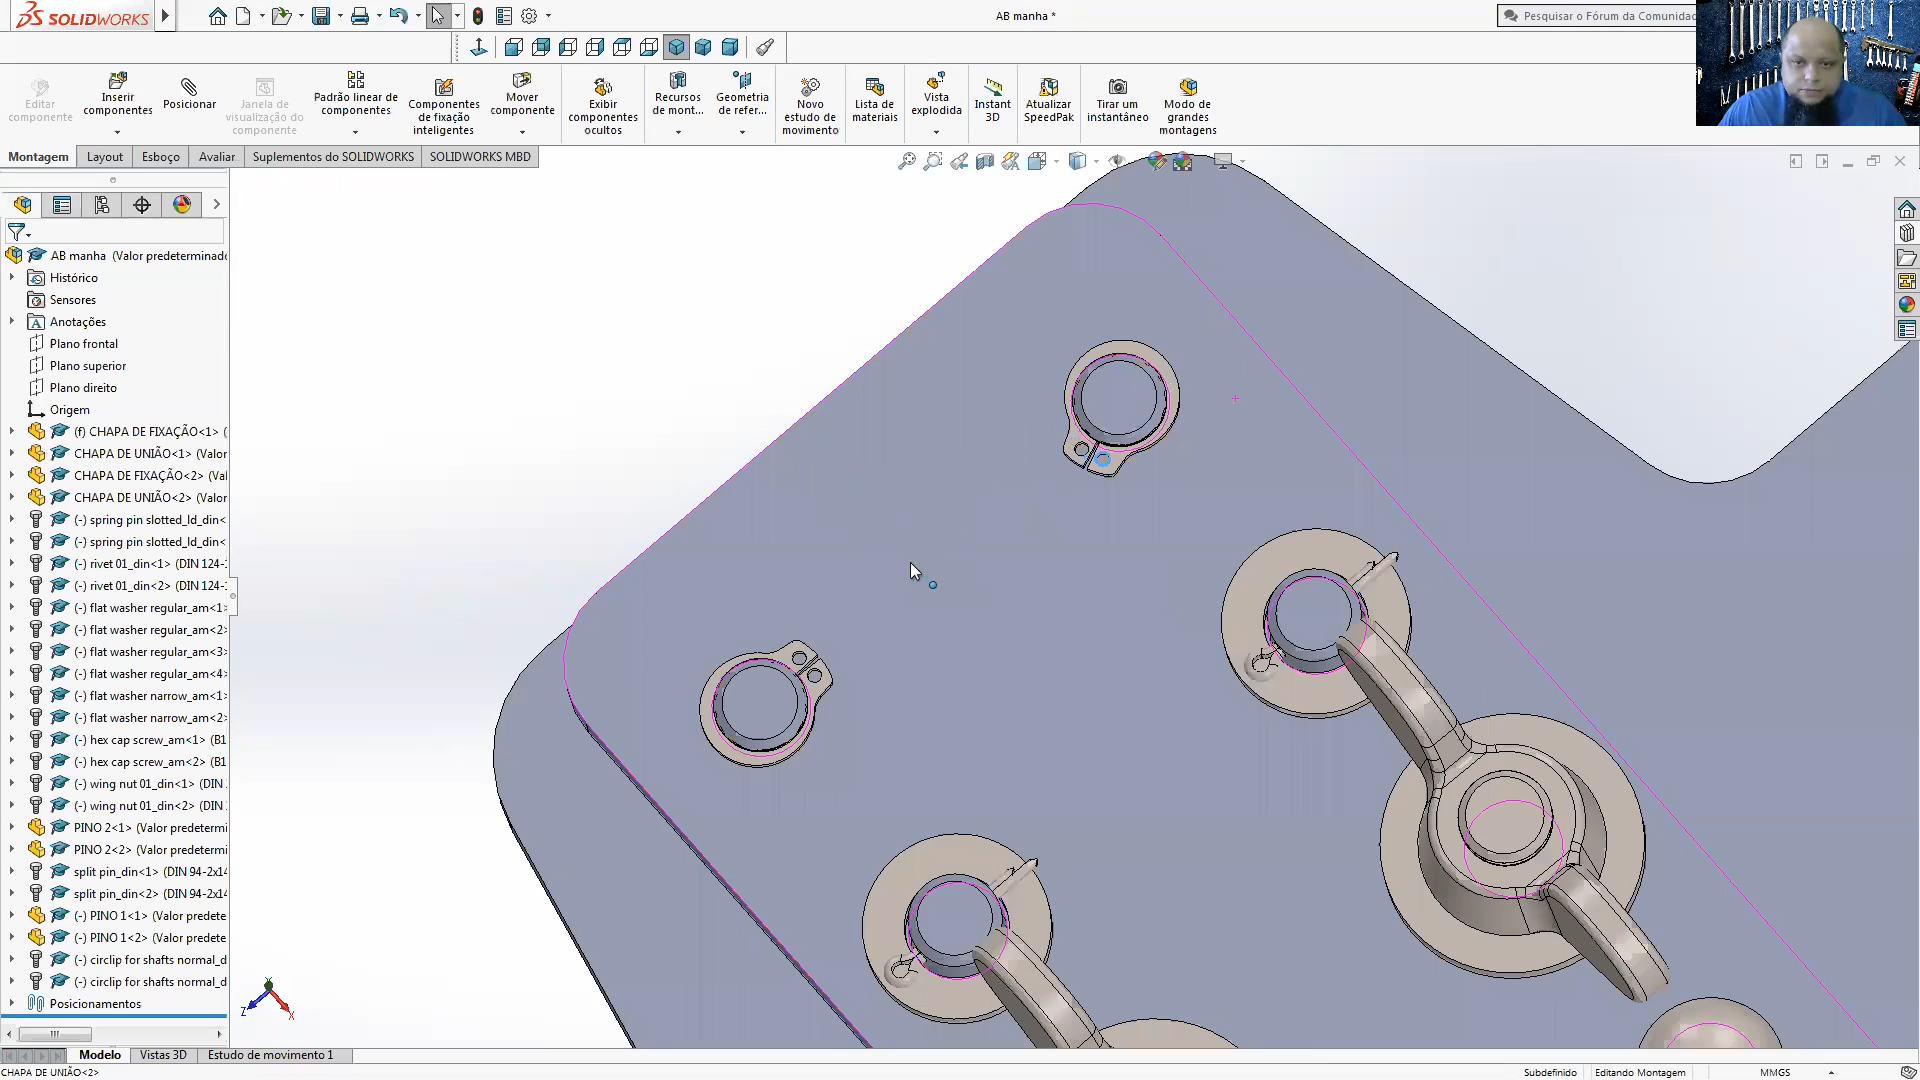 SOLIDWORKS
AB manha *
Pesquisar o Fórum da Comunidac
Editar componente
Inserir componentes
Posicionar
Janela de visualização do componente
Padrão linear de componentes
Componentes de fixação inteligentes
Mover componente
Exibir componentes ocultos
Recursos de mont...
Geometria de refer...
Novo estudo de movimento
Lista de materiais
Vista explodida
Instant 3D
Atualizar SpeedPak
Tirar um instantâneo
Modo de grandes montagens
Montagem
Layout
Esboço
Avaliar
Suplementos do SOLIDWORKS
SOLIDWORKS MBD
AB manha (Valor predeterminado
Histórico
Sensores
Anotações
Plano frontal
Plano superior
Plano direito
Origem
(f) CHAPA DE FIXAÇÃO<1> (
CHAPA DE UNIÃO<1> (Valor
CHAPA DE FIXAÇÃO<2> (Val
CHAPA DE UNIÃO<2> (Valor
(-) spring pin slotted_ld_din<
(-) spring pin slotted_ld_din<
(-) rivet 01_din<1> (DIN 124-
(-) rivet 01_din<2> (DIN 124-
(-) flat washer regular_am<1>
(-) flat washer regular_am<2>
(-) flat washer regular_am<3>
(-) flat washer regular_am<4>
(-) flat washer narrow_am<1>
(-) flat washer narrow_am<2>
(-) hex cap screw_am<1> (B1
(-) hex cap screw_am<2> (B1
(-) wing nut 01_din<1> (DIN
(-) wing nut 01_din<2> (DIN
PINO 2<1> (Valor predetermi
PINO 2<2> (Valor predetermi
split pin_din<1> (DIN 94-2x14
split pin_din<2> (DIN 94-2x14
(-) PINO 1<1> (Valor predete
(-) PINO 1<2> (Valor predete
(-) circlip for shafts normal_d
(-) circlip for shafts normal_d
Posicionamentos
Y
Z
X
Modelo
Vistas 3D
Estudo de movimento 1
CHAPA DE UNIÃO<2>
Subdefinido
Editando Montagem
MMGS